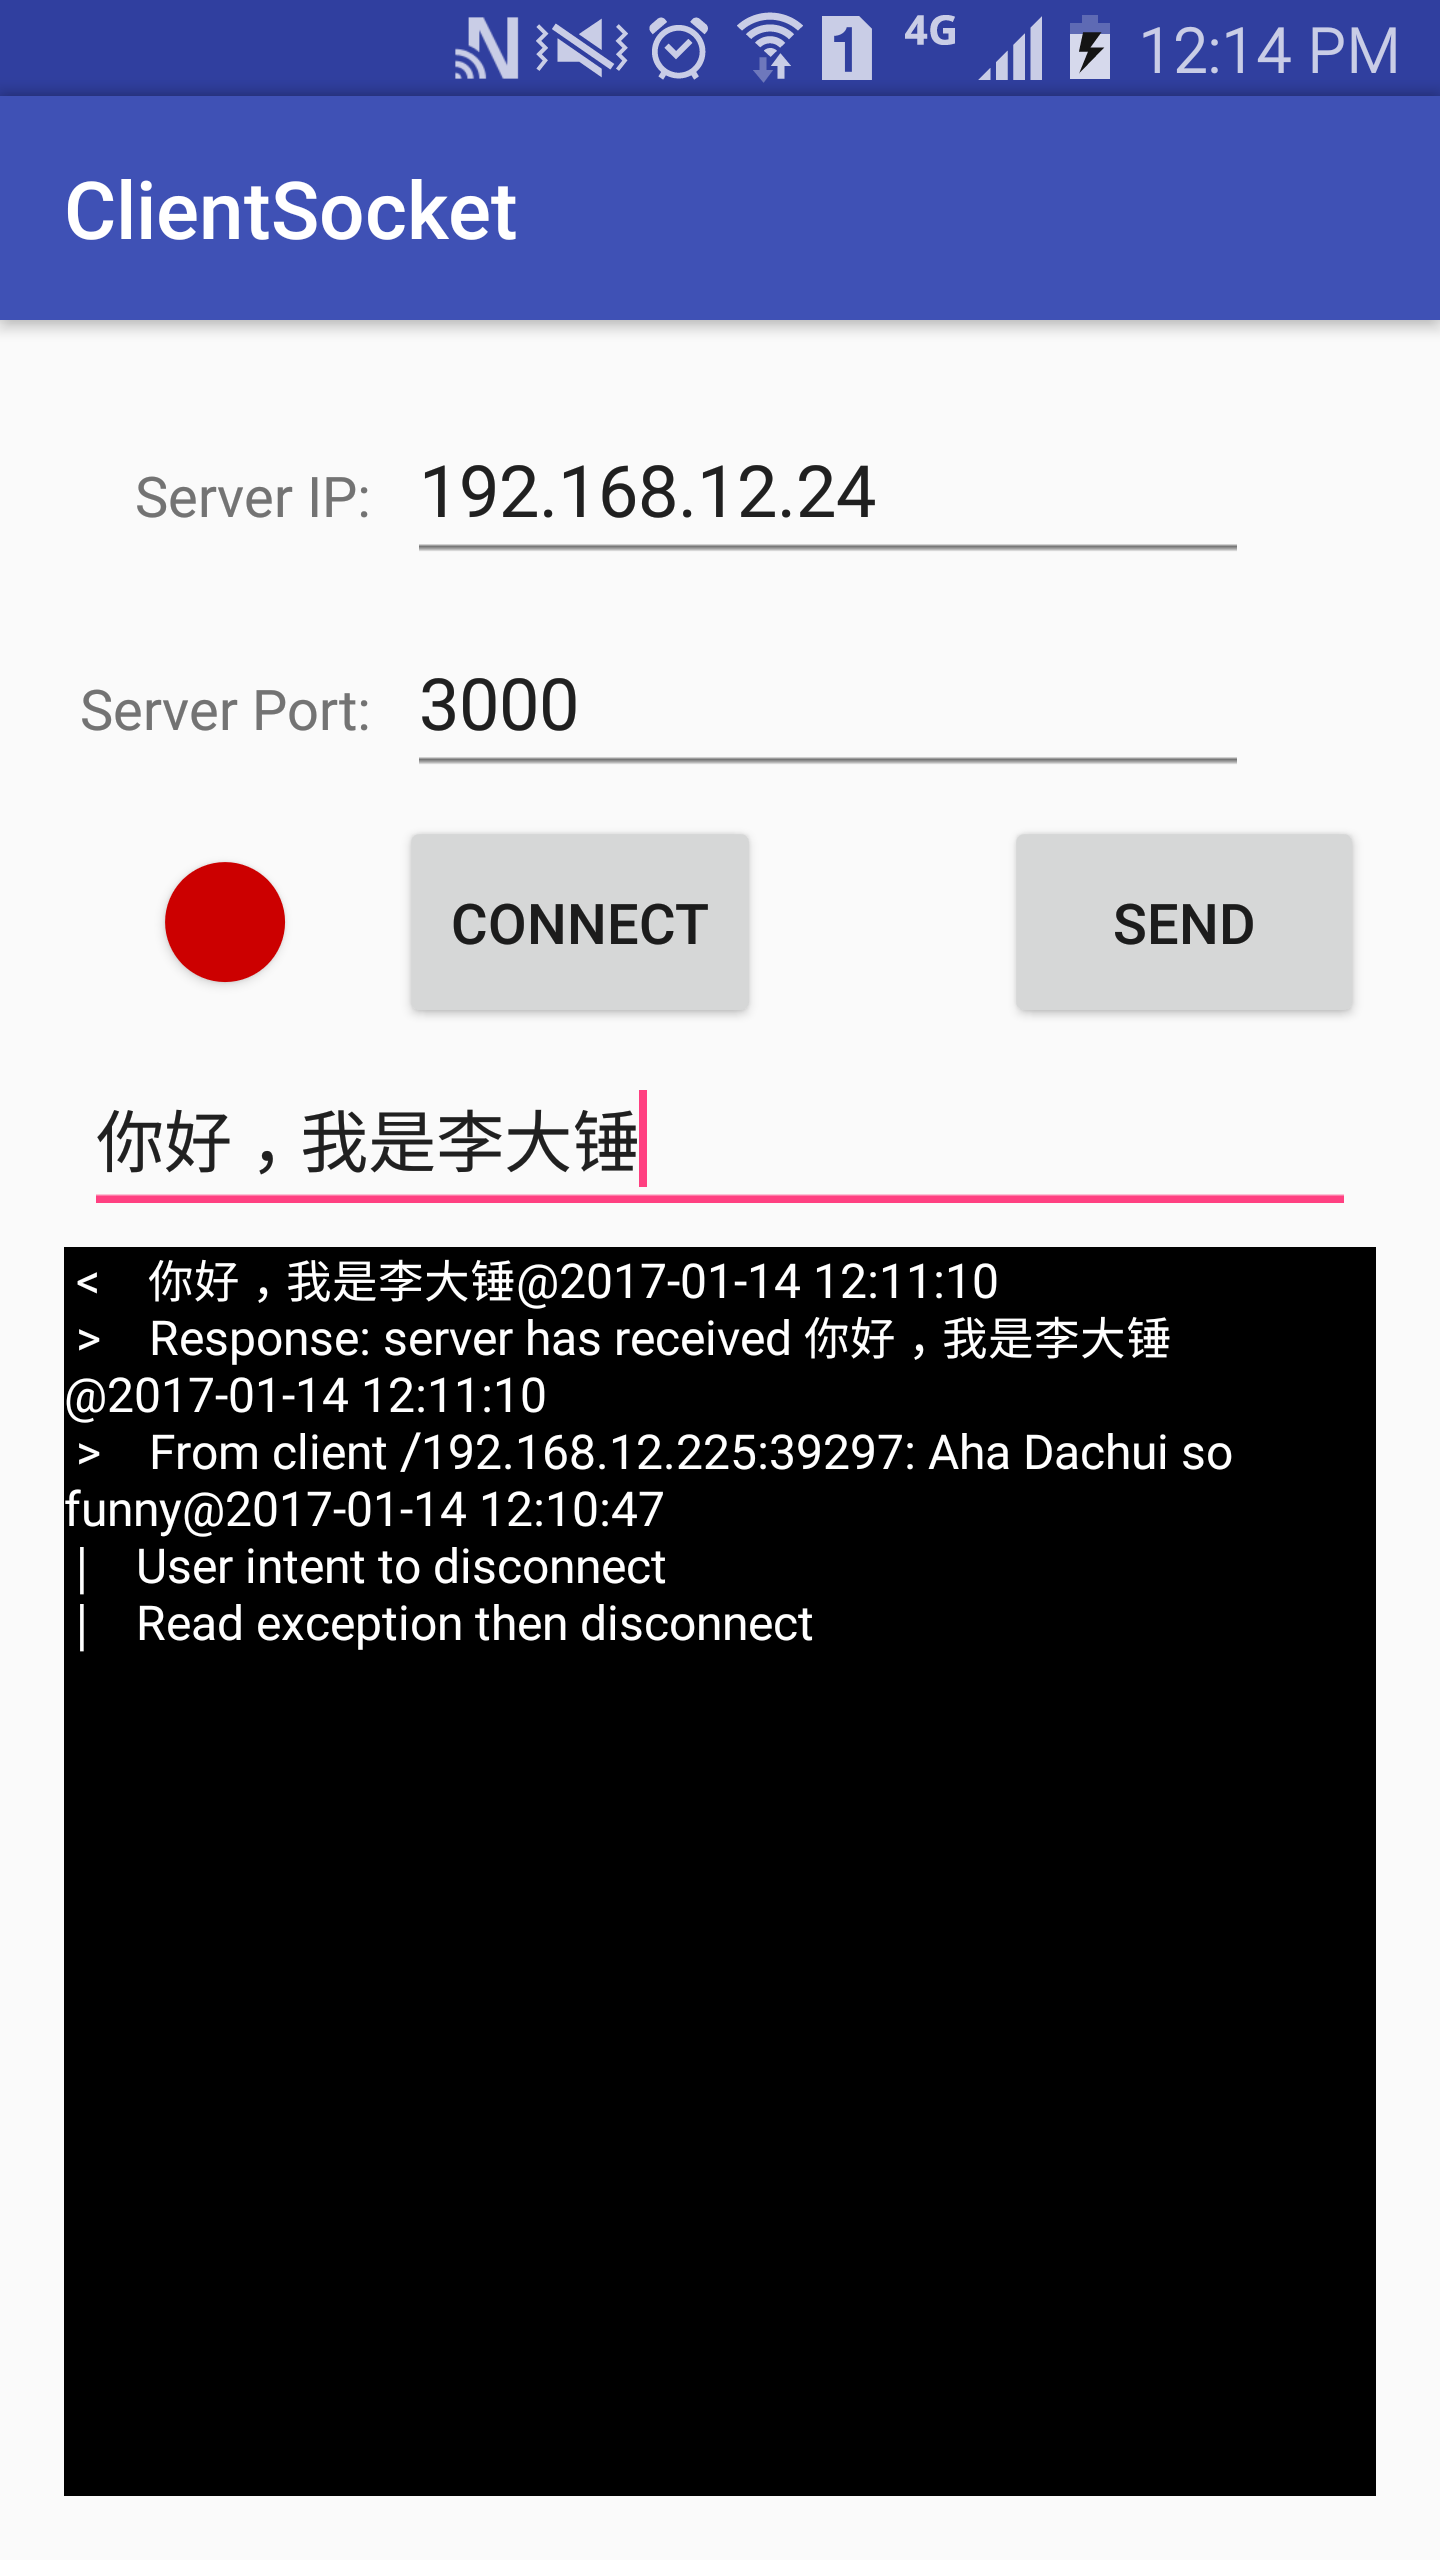 4G 12:14 PM
ClientSocket
Server IP: 192.168.12.24
Server Port: 3000
CONNECT SEND
你好，我是李大锤
< 你好，我是李大锤@2017-01-14 12:11:10
> Response: server has received 你好，我是李大锤
@2017-01-14 12:11:10
> From client /192.168.12.225:39297: Aha Dachui so
funny@2017-01-14 12:10:47
| User intent to disconnect
| Read exception then disconnect